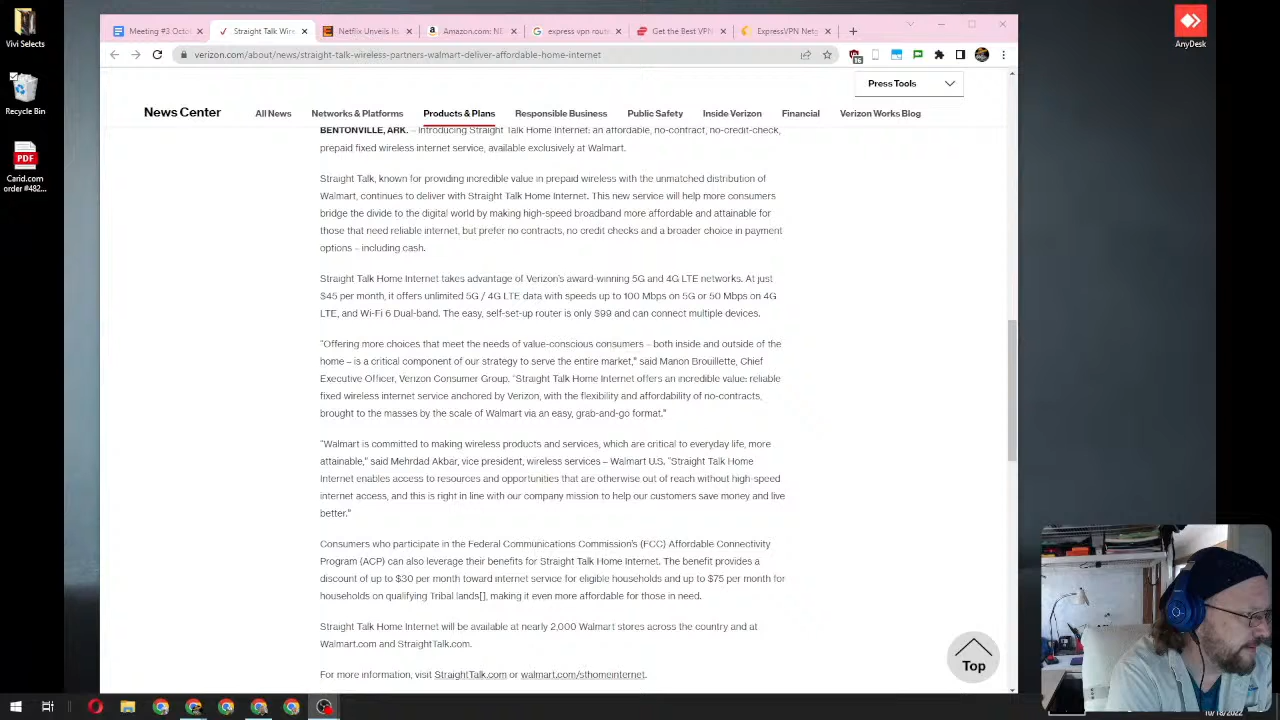 Meeting #3 Octo
Straight Talk Wire
Netflix Unveils Its
Amazon.com: NE
express vpn route
Get the Best VPN
ExpressVPN Netg
verizon.com/about/news/straight-talk-wireless-partners-walmart-deliver-affordable-home-internet
16
Vivi Selects
Recycle Bin
PDF
Carid.com
order #482...
AnyDesk
Press Tools
News Center
All News
Networks & Platforms
Products & Plans
Responsible Business
Public Safety
Inside Verizon
Financial
Verizon Works Blog
BENTONVILLE, ARK. – Introducing Straight Talk Home Internet: an affordable, no-contract, no-credit-check,
prepaid fixed wireless internet service, available exclusively at Walmart.
Straight Talk, known for providing incredible value in prepaid wireless with the unmatched distribution of
Walmart, continues to deliver with Straight Talk Home Internet. This new service will help more consumers
bridge the divide to the digital world by making high-speed broadband more affordable and attainable for
those that need reliable internet, but prefer no contracts, no credit checks and a broader choice in payment
options – including cash.
Straight Talk Home Internet takes advantage of Verizon's award-winning 5G and 4G LTE networks. At just
$45 per month, it offers unlimited 5G / 4G LTE data with speeds up to 100 Mbps on 5G or 50 Mbps on 4G
LTE, and Wi-Fi 6 Dual-band. The easy, self-set-up router is only $99 and can connect multiple devices.
"Offering more choices that meet the needs of value-conscious consumers – both inside and outside of the
home – is a critical component of our strategy to serve the entire market," said Manon Brouillette, Chief
Executive Officer, Verizon Consumer Group. "Straight Talk Home Internet offers an incredible value: reliable
fixed wireless internet service anchored by Verizon, with the flexibility and affordability of no-contracts,
brought to the masses by the scale of Walmart via an easy, grab-and-go format."
"Walmart is committed to making wireless products and services, which are critical to everyday life, more
attainable," said Mehrdad Akbar, vice president, wireless services – Walmart U.S. "Straight Talk Home
Internet enables access to resources and opportunities that are otherwise out of reach without high-speed
internet access, and this is right in line with our company mission to help our customers save money and live
better."
Consumers who participate in the Federal Communications Commission's (FCC) Affordable Connectivity
Program (ACP) can also leverage their benefits for Straight Talk Home Internet. The benefit provides a
discount of up to $30 per month toward internet service for eligible households and up to $75 per month for
households on qualifying Tribal lands[], making it even more affordable for those in need.
Straight Talk Home Internet will be available at nearly 2,000 Walmart stores across the country and at
Walmart.com and StraightTalk.com.
For more information, visit StraightTalk.com or walmart.com/sthomeinternet.
Top
10/18/2022